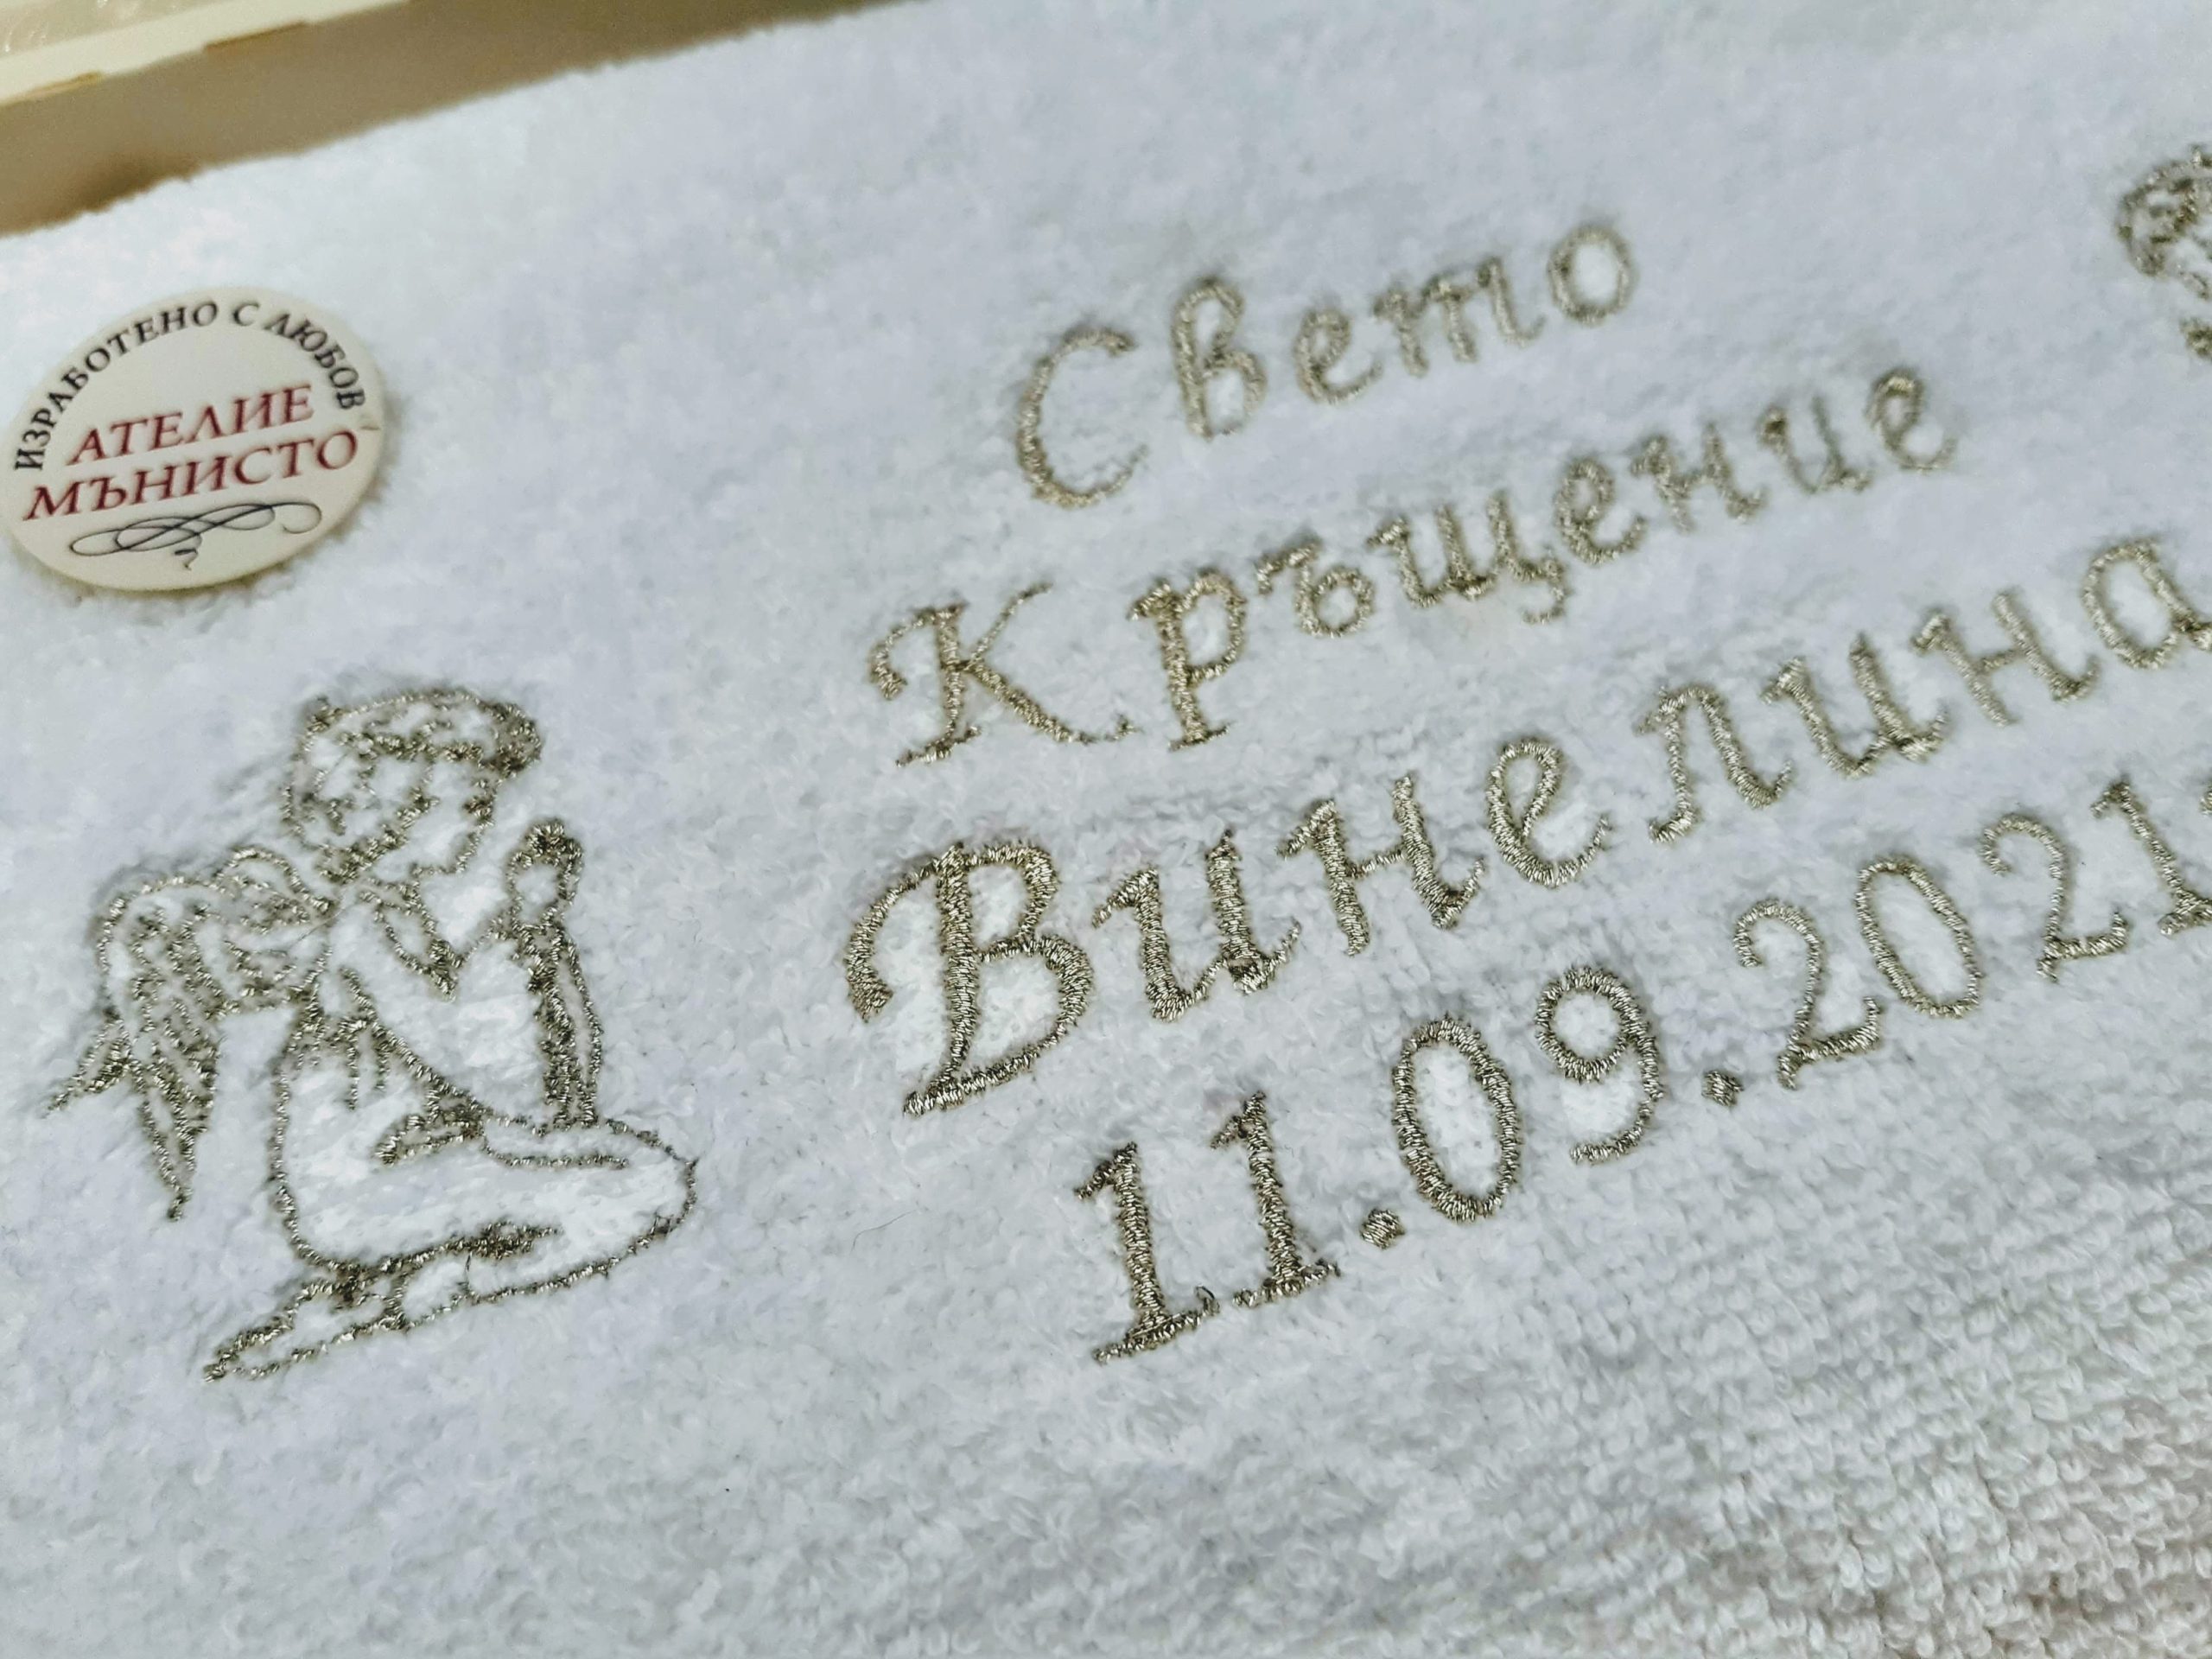 ИЗРАБОТЕНО С ЛЮБОВ
АТЕЛИЕ
МЪНИСТО
Свето
Кръщение
Винелина
11.09.2021